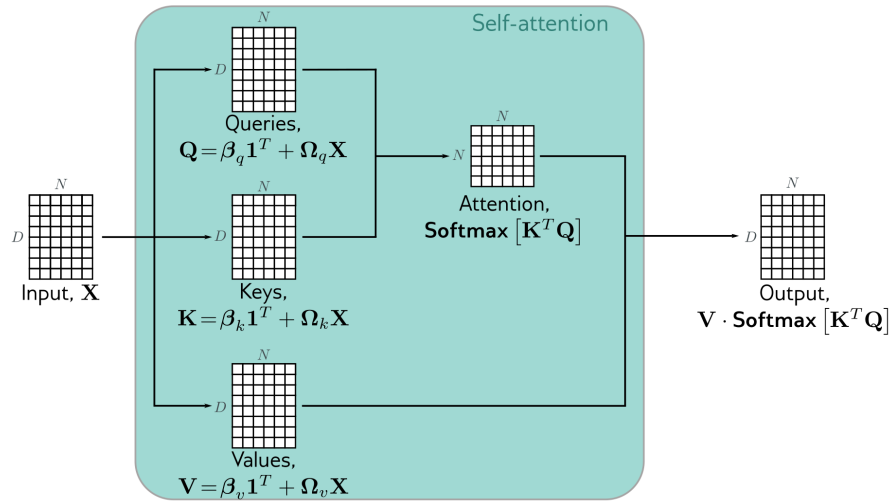 Self-attention
N
D
Queries,
Q = β_q 1^T + Ω_q X
N
D
Input, X
N
D
Keys,
K = β_k 1^T + Ω_k X
N
D
Values,
V = β_v 1^T + Ω_v X
N
N
Attention,
Softmax [K^T Q]
N
D
Output,
V · Softmax [K^T Q]